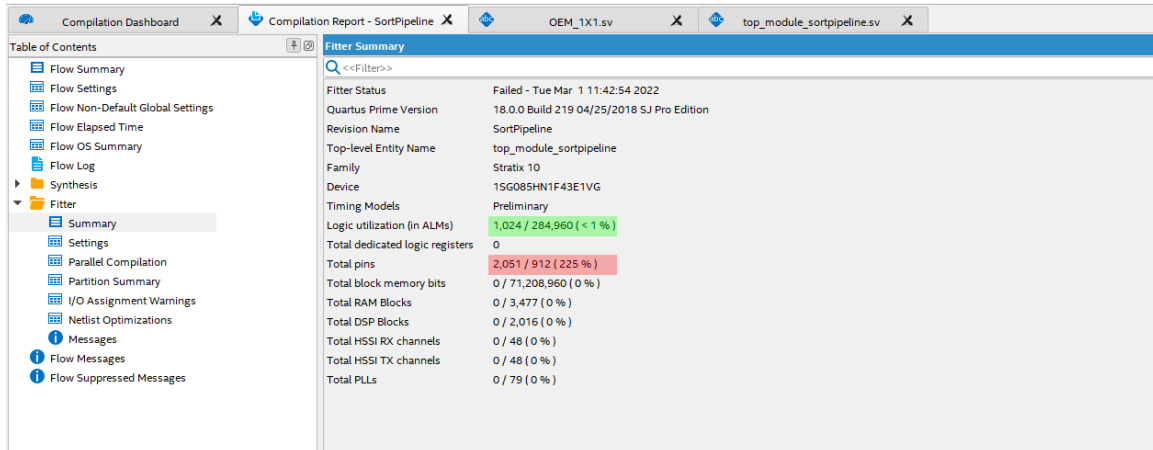 Compilation Dashboard X Compilation Report - SortPipeline X abc OEM_1X1.sv X abc top_module_sortpipeline.sv X
Table of Contents
Flow Summary
Flow Settings
Flow Non-Default Global Settings
Flow Elapsed Time
Flow OS Summary
Flow Log
Synthesis
Fitter
Summary
Settings
Parallel Compilation
Partition Summary
I/O Assignment Warnings
Netlist Optimizations
Messages
Flow Messages
Flow Suppressed Messages
Fitter Summary
<<Filter>>
Fitter Status Failed - Tue Mar 1 11:42:54 2022
Quartus Prime Version 18.0.0 Build 219 04/25/2018 SJ Pro Edition
Revision Name SortPipeline
Top-level Entity Name top_module_sortpipeline
Family Stratix 10
Device 1SG085HN1F43E1VG
Timing Models Preliminary
Logic utilization (in ALMs) 1,024 / 284,960 ( < 1 % )
Total dedicated logic registers 0
Total pins 2,051 / 912 ( 225 % )
Total block memory bits 0 / 71,208,960 ( 0 % )
Total RAM Blocks 0 / 3,477 ( 0 % )
Total DSP Blocks 0 / 2,016 ( 0 % )
Total HSSI RX channels 0 / 48 ( 0 % )
Total HSSI TX channels 0 / 48 ( 0 % )
Total PLLs 0 / 79 ( 0 % )